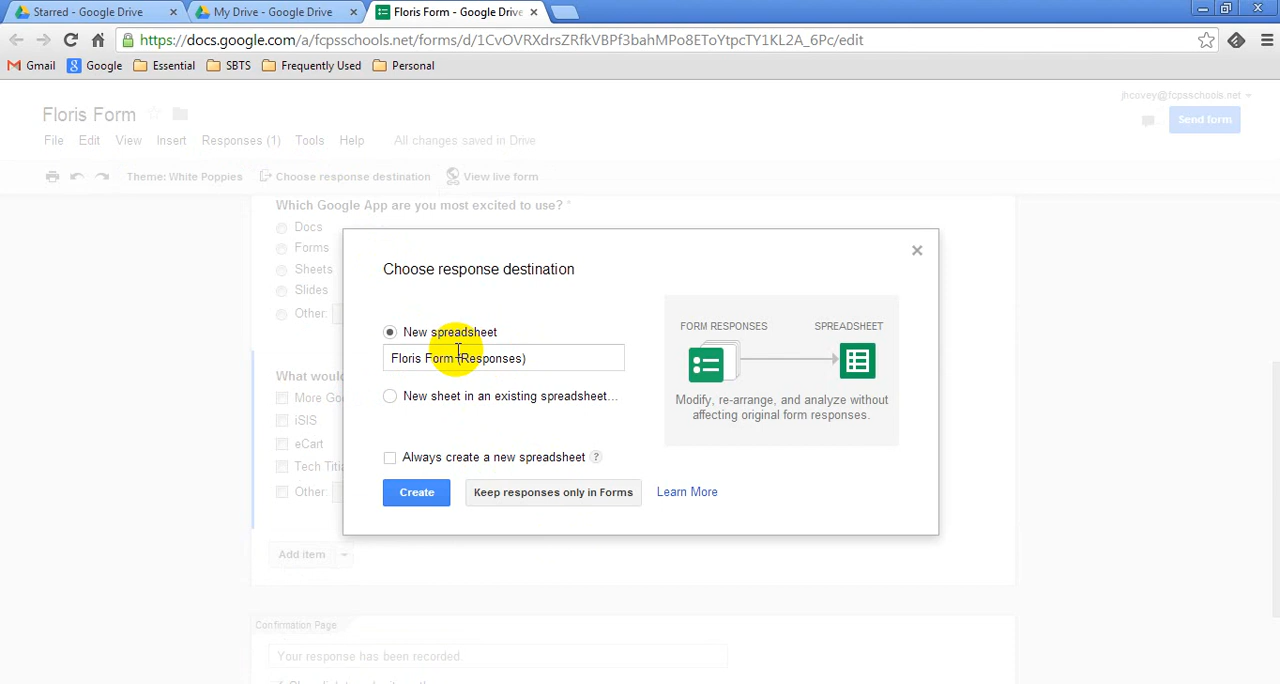 Starred - Google Drive
My Drive - Google Drive
Floris Form - Google Drive
https://docs.google.com/a/fcpsschools.net/forms/d/1CvOVRXdrsZRfkVBPf3bahMPo8EToYtpcTY1KL2A_6Pc/edit
Gmail Google Essential SBTS Frequently Used Personal
jhcovey@fcpsschools.net
Floris Form
Send form
File Edit View Insert Responses (1) Tools Help All changes saved in Drive
Theme: White Poppies Choose response destination View live form
Which Google App are you most excited to use? *
Docs
Forms
Sheets
Slides
Other:
What would
More Go
iSIS
eCart
Tech Tita
Other:
Add item
Choose response destination
New spreadsheet
Floris Form (Responses)
New sheet in an existing spreadsheet...
Always create a new spreadsheet ?
Create Keep responses only in Forms Learn More
FORM RESPONSES SPREADSHEET
Modify, re-arrange, and analyze without
affecting original form responses.
Confirmation Page
Your response has been recorded.